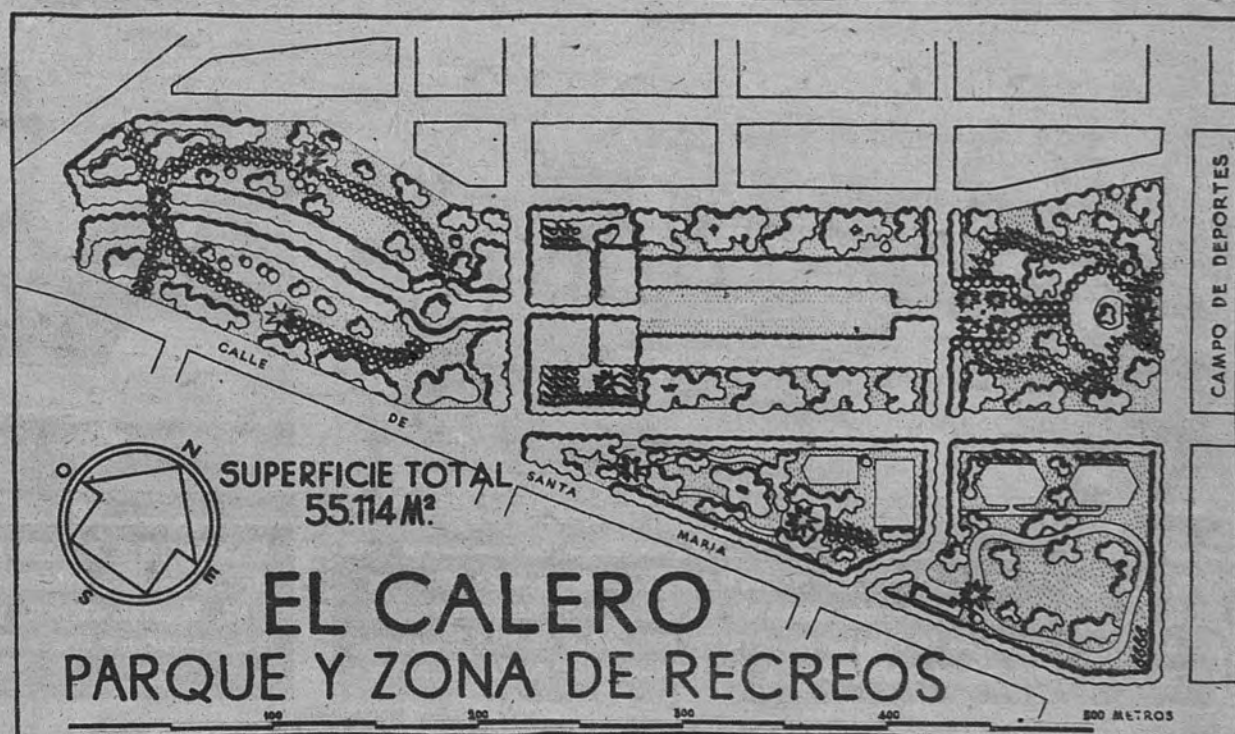 CAMPO DE DEPORTES
CALLE DE SANTA MARIA
N
O
E
S
SUPERFICIE TOTAL
55.114 M².
EL CALERO
PARQUE Y ZONA DE RECREOS
100 200 300 400 500 METROS